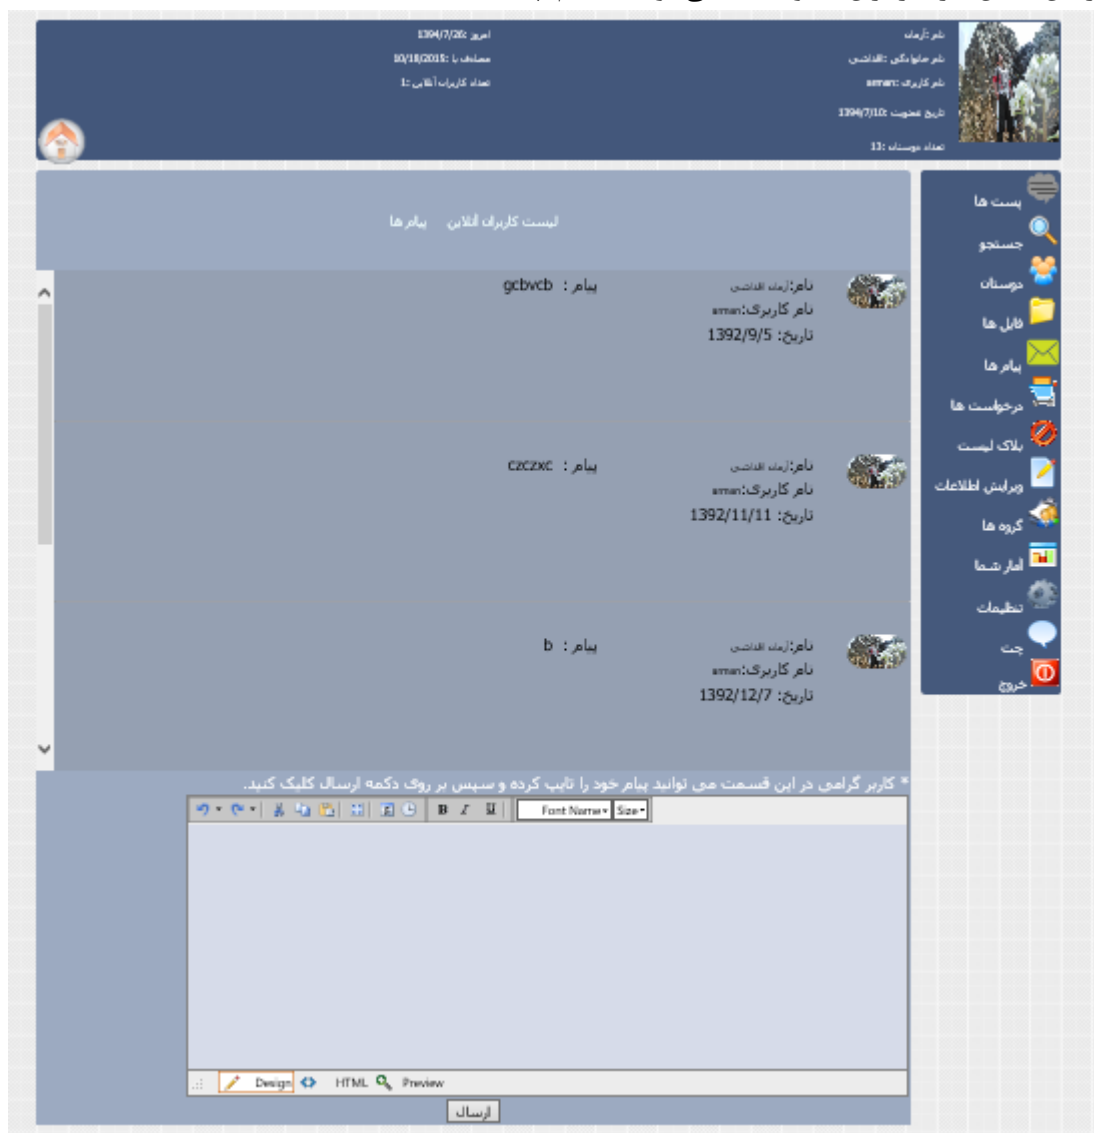 نام :آرمان
نام خانوادگی :اقداشی
نام کاربری :arman
تاریخ عضویت :1394/7/10
تعداد دوستان :13
امروز :1394/7/26
مصادف با :10/18/2015
تعداد کاربران آنلاین :1
پست ها
جستجو
دوستان
فایل ها
پیام ها
درخواست ها
بلاک لیست
ویرایش اطلاعات
گروه ها
آمار شما
تنظیمات
چت
خروج
لیست کاربران آنلاین پیام ها
نام:آرمان اقداشی پیام : gcbvcb
نام کاربری:arman
تاریخ: 1392/9/5
نام:آرمان اقداشی پیام : czczxc
نام کاربری:arman
تاریخ: 1392/11/11
نام:آرمان اقداشی پیام : b
نام کاربری:arman
تاریخ: 1392/12/7
* کاربر گرامی در این قسمت می توانید پیام خود را تایپ کرده و سپس بر روی دکمه ارسال کلیک کنید.
B I U Font Name Size
Design HTML Preview
ارسال